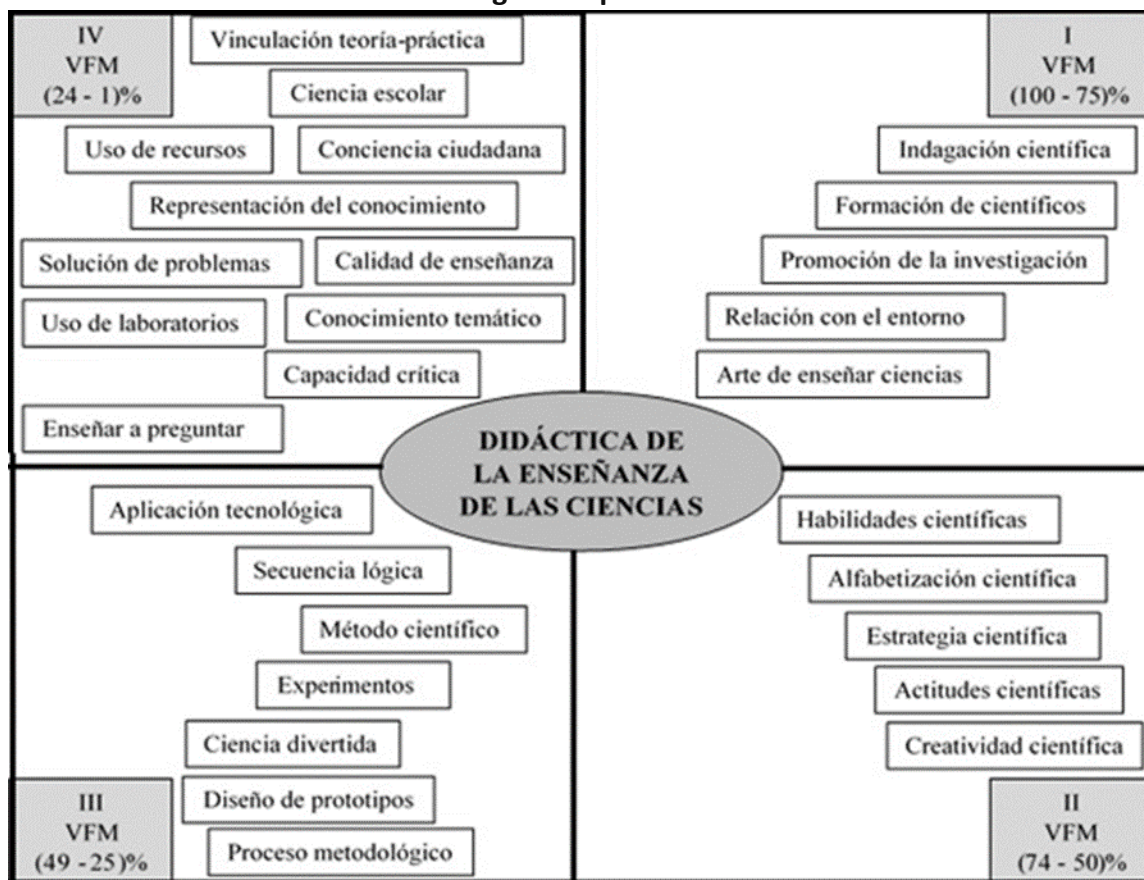 IV
VFM
(24 - 1)%
Vinculación teoría-práctica
Ciencia escolar
Uso de recursos
Conciencia ciudadana
Representación del conocimiento
Solución de problemas
Calidad de enseñanza
Uso de laboratorios
Conocimiento temático
Capacidad crítica
Enseñar a preguntar
I
VFM
(100 - 75)%
Indagación científica
Formación de científicos
Promoción de la investigación
Relación con el entorno
Arte de enseñar ciencias
DIDÁCTICA DE
LA ENSEÑANZA
DE LAS CIENCIAS
Aplicación tecnológica
Secuencia lógica
Método científico
Experimentos
Ciencia divertida
Diseño de prototipos
Proceso metodológico
III
VFM
(49 -25)%
Habilidades científicas
Alfabetización científica
Estrategia científica
Actitudes científicas
Creatividad científica
II
VFM
(74 - 50)%